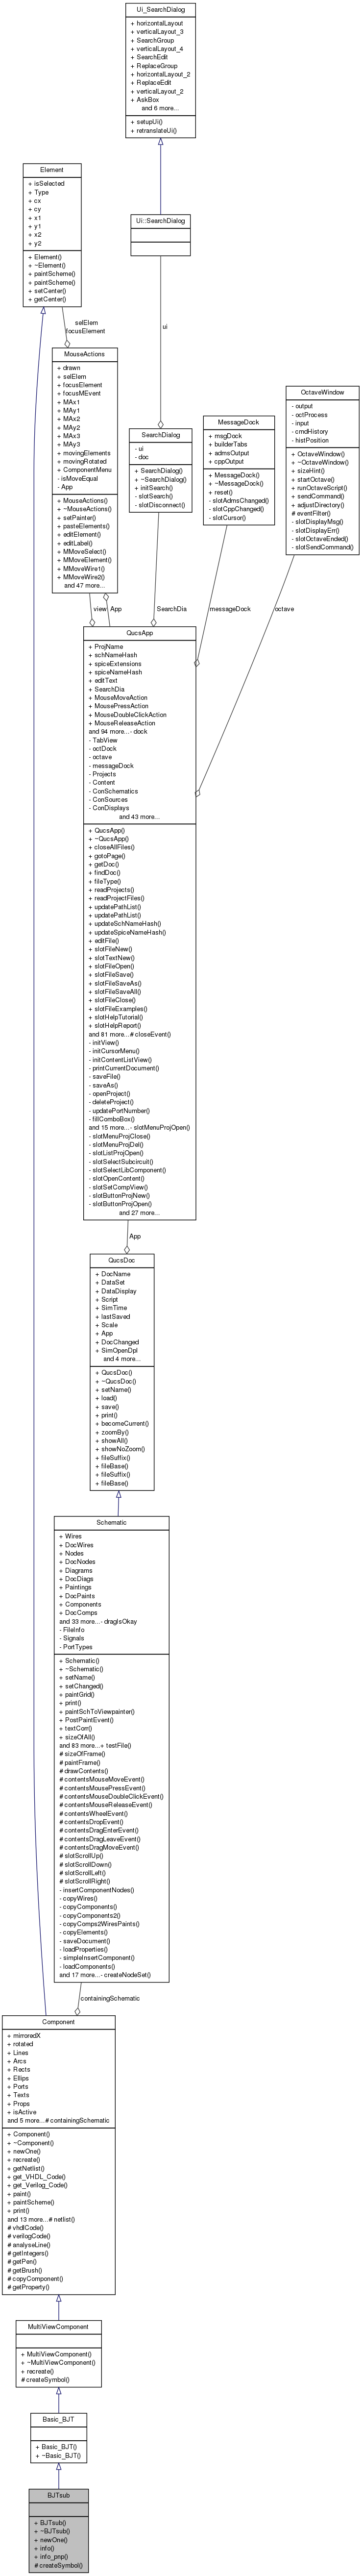 Ui_SearchDialog
+ horizontalLayout
+ verticalLayout_3
+ SearchGroup
+ verticalLayout_4
+ SearchEdit
+ ReplaceGroup
+ horizontalLayout_2
+ ReplaceEdit
+ verticalLayout_2
+ AskBox
and 6 more...
+ setupUi()
+ retranslateUi()
Element
+ isSelected
+ Type
+ cx
+ cy
+ x1
+ y1
+ x2
+ y2
+ Element()
+ ~Element()
+ paintScheme()
+ paintScheme()
+ setCenter()
+ getCenter()
Ui::SearchDialog
selElem
focusElement
ui
MouseActions
+ drawn
+ selElem
+ focusElement
+ focusMEvent
+ MAx1
+ MAy1
+ MAx2
+ MAy2
+ MAx3
+ MAy3
+ movingElements
+ movingRotated
+ ComponentMenu
- isMoveEqual
- App
+ MouseActions()
+ ~MouseActions()
+ setPainter()
+ pasteElements()
+ editElement()
+ editLabel()
+ MMoveSelect()
+ MMoveElement()
+ MMoveWire1()
+ MMoveWire2()
and 47 more...
SearchDialog
- ui
- doc
+ SearchDialog()
+ ~SearchDialog()
+ initSearch()
- slotSearch()
- slotDisconnect()
MessageDock
+ msgDock
+ builderTabs
+ admsOutput
+ cppOutput
+ MessageDock()
+ ~MessageDock()
+ reset()
- slotAdmsChanged()
- slotCppChanged()
- slotCursor()
OctaveWindow
- output
- octProcess
- input
- cmdHistory
- histPosition
+ OctaveWindow()
+ ~OctaveWindow()
+ sizeHint()
+ startOctave()
+ runOctaveScript()
+ sendCommand()
+ adjustDirectory()
# eventFilter()
- slotDisplayMsg()
- slotDisplayErr()
- slotOctaveEnded()
- slotSendCommand()
view
App
SearchDia
messageDock
octave
QucsApp
+ ProjName
+ schNameHash
+ spiceExtensions
+ spiceNameHash
+ editText
+ SearchDia
+ MouseMoveAction
+ MousePressAction
+ MouseDoubleClickAction
+ MouseReleaseAction
and 94 more...- dock
- TabView
- octDock
- octave
- messageDock
- Projects
- Content
- ConSchematics
- ConSources
- ConDisplays
and 43 more...
+ QucsApp()
+ ~QucsApp()
+ closeAllFiles()
+ gotoPage()
+ getDoc()
+ findDoc()
+ fileType()
+ readProjects()
+ readProjectFiles()
+ updatePathList()
+ updatePathList()
+ updateSchNameHash()
+ updateSpiceNameHash()
+ editFile()
+ slotFileNew()
+ slotTextNew()
+ slotFileOpen()
+ slotFileSave()
+ slotFileSaveAs()
+ slotFileSaveAll()
+ slotFileClose()
+ slotFileExamples()
+ slotHelpTutorial()
+ slotHelpReport()
and 81 more...# closeEvent()
- initView()
- initCursorMenu()
- initContentListView()
- printCurrentDocument()
- saveFile()
- saveAs()
- openProject()
- deleteProject()
- updatePortNumber()
- fillComboBox()
and 15 more...- slotMenuProjOpen()
- slotMenuProjClose()
- slotMenuProjDel()
- slotListProjOpen()
- slotSelectSubcircuit()
- slotSelectLibComponent()
- slotOpenContent()
- slotSetCompView()
- slotButtonProjNew()
- slotButtonProjOpen()
and 27 more...
App
QucsDoc
+ DocName
+ DataSet
+ DataDisplay
+ Script
+ SimTime
+ lastSaved
+ Scale
+ App
+ DocChanged
+ SimOpenDpl
and 4 more...
+ QucsDoc()
+ ~QucsDoc()
+ setName()
+ load()
+ save()
+ print()
+ becomeCurrent()
+ zoomBy()
+ showAll()
+ showNoZoom()
+ fileSuffix()
+ fileBase()
+ fileSuffix()
+ fileBase()
Schematic
+ Wires
+ DocWires
+ Nodes
+ DocNodes
+ Diagrams
+ DocDiags
+ Paintings
+ DocPaints
+ Components
+ DocComps
and 33 more...- dragIsOkay
- FileInfo
- Signals
- PortTypes
+ Schematic()
+ ~Schematic()
+ setName()
+ setChanged()
+ paintGrid()
+ print()
+ paintSchToViewpainter()
+ PostPaintEvent()
+ textCorr()
+ sizeOfAll()
and 83 more...+ testFile()
# sizeOfFrame()
# paintFrame()
# drawContents()
# contentsMouseMoveEvent()
# contentsMousePressEvent()
# contentsMouseDoubleClickEvent()
# contentsMouseReleaseEvent()
# contentsWheelEvent()
# contentsDropEvent()
# contentsDragEnterEvent()
# contentsDragLeaveEvent()
# contentsDragMoveEvent()
# slotScrollUp()
# slotScrollDown()
# slotScrollLeft()
# slotScrollRight()
- insertComponentNodes()
- copyWires()
- copyComponents()
- copyComponents2()
- copyComps2WiresPaints()
- copyElements()
- saveDocument()
- loadProperties()
- simpleInsertComponent()
- loadComponents()
and 17 more...- createNodeSet()
containingSchematic
Component
+ mirroredX
+ rotated
+ Lines
+ Arcs
+ Rects
+ Ellips
+ Ports
+ Texts
+ Props
+ isActive
and 5 more...# containingSchematic
+ Component()
+ ~Component()
+ newOne()
+ recreate()
+ getNetlist()
+ get_VHDL_Code()
+ get_Verilog_Code()
+ paint()
+ paintScheme()
+ print()
and 13 more...# netlist()
# vhdlCode()
# verilogCode()
# analyseLine()
# getIntegers()
# getPen()
# getBrush()
# copyComponent()
# getProperty()
MultiViewComponent
+ MultiViewComponent()
+ ~MultiViewComponent()
+ recreate()
# createSymbol()
Basic_BJT
+ Basic_BJT()
+ ~Basic_BJT()
BJTsub
+ BJTsub()
+ ~BJTsub()
+ newOne()
+ info()
+ info_pnp()
# createSymbol()